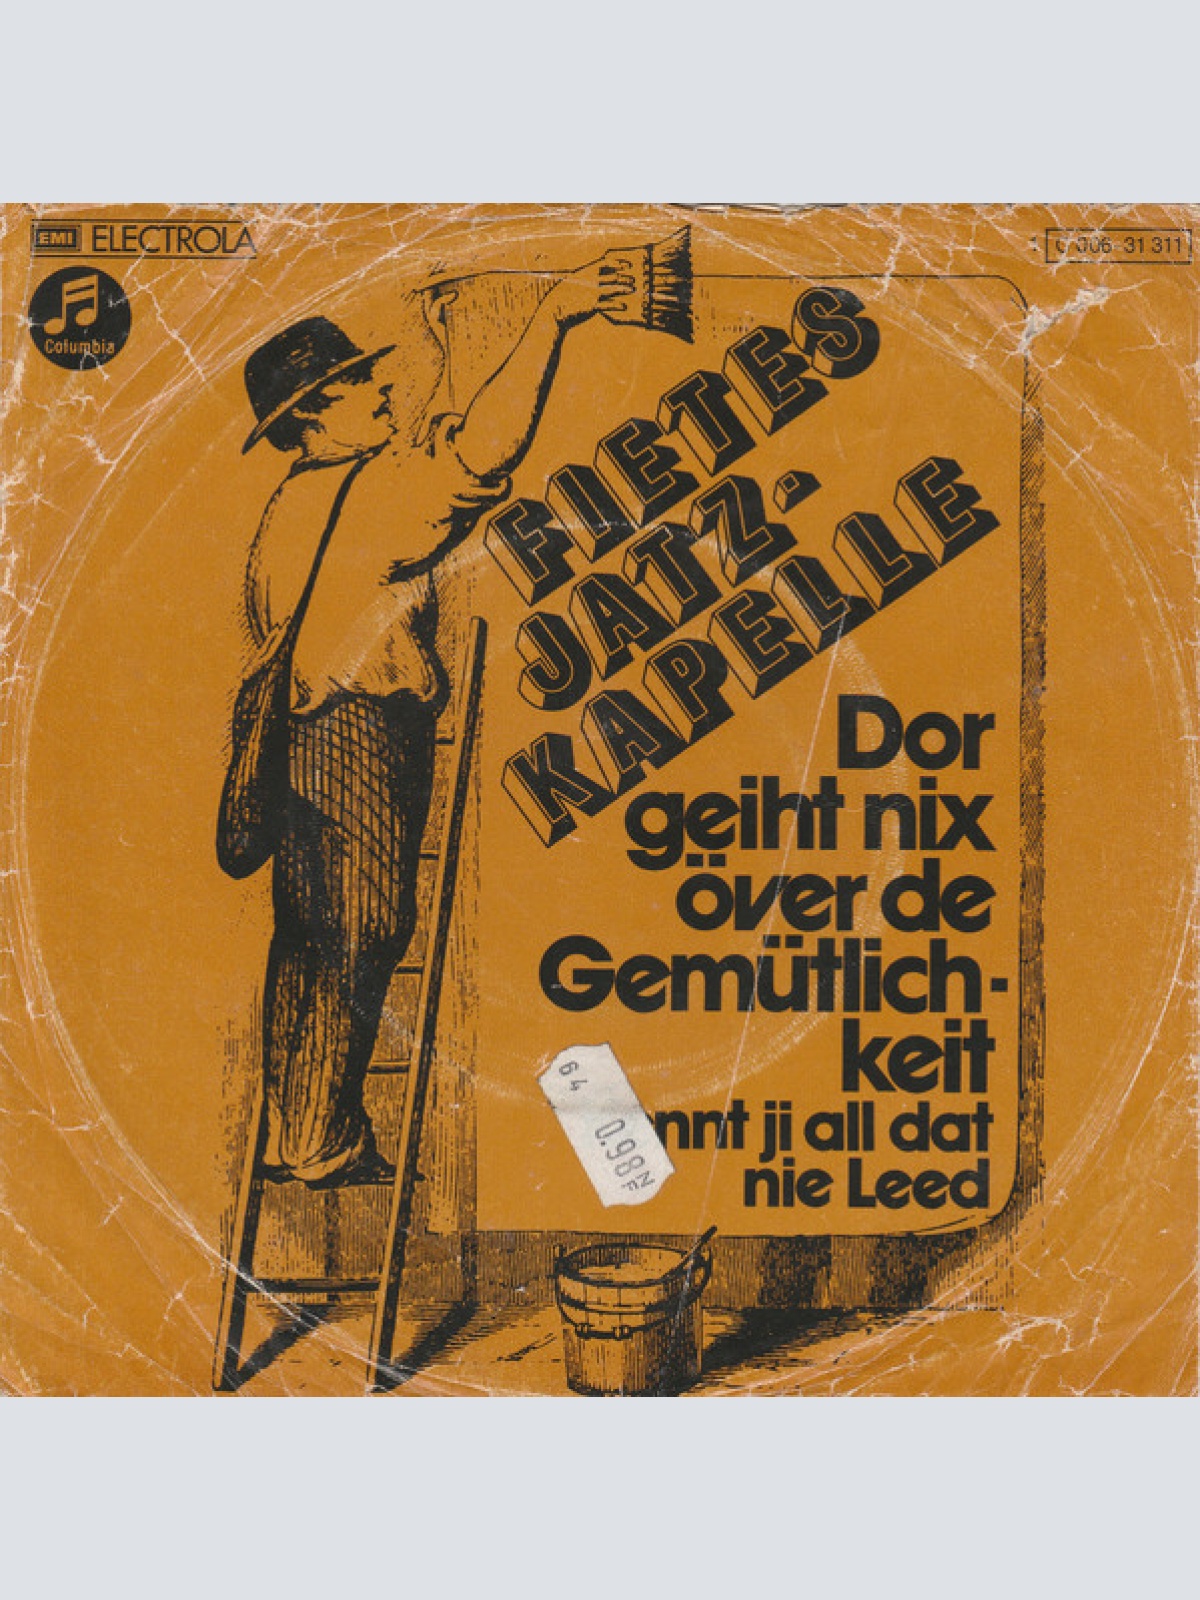 EMI ELECTROLA
Columbia
C 006-31 311
FIETES
JATZ-
KAPELLE
Dor
geiht nix
över de
Gemütlich-
keit
ji all dat
nie Leed
64
0.98
NF